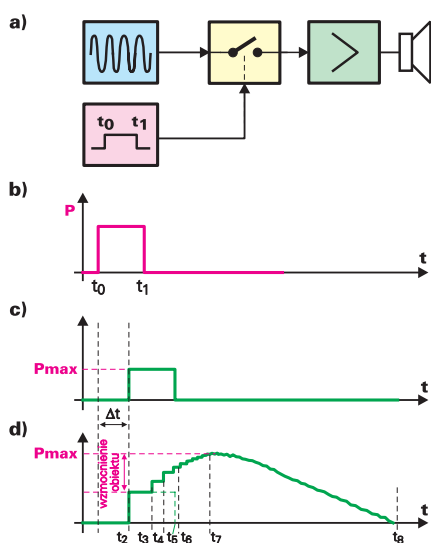 a)
t0 t1
b)
P
t
t0 t1
c)
Pmax
t
Δt
d)
Pmax
wzmocnienie
obiektu
t
t2 t3 t4 t5 t6 t7 t8